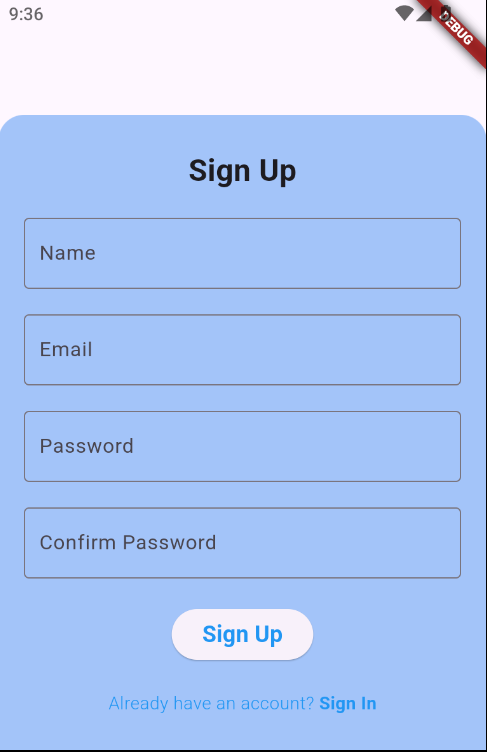 9:36
DEBUG
Sign Up
Name
Email
Password
Confirm Password
Sign Up
Already have an account? Sign In